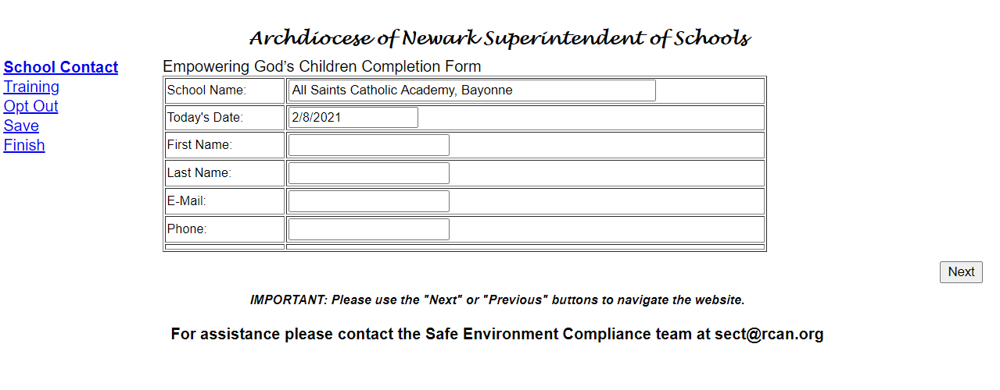 Archdiocese of Newark Superintendent of Schools
School Contact
Training
Opt Out
Save
Finish
Empowering God’s Children Completion Form
School Name: All Saints Catholic Academy, Bayonne
Today's Date: 2/8/2021
First Name:
Last Name:
E-Mail:
Phone:
Next
IMPORTANT: Please use the "Next" or "Previous" buttons to navigate the website.
For assistance please contact the Safe Environment Compliance team at sect@rcan.org